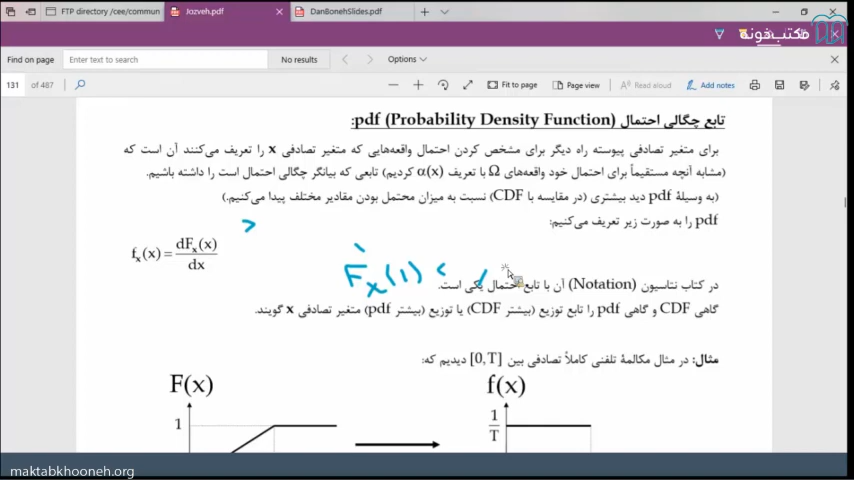 FTP directory /cee/commun
Jozveh.pdf
DanBonehSlides.pdf
مکتب‌خونه
Find on page
Enter text to search
No results
Options
131 of 487
Fit to page
Page view
Read aloud
Add notes
تابع چگالی احتمال pdf (Probability Density Function):
برای متغیر تصادفی پیوسته راه دیگر برای مشخص کردن احتمال واقعه‌هایی که متغیر تصادفی x را تعریف می‌کنند آن است که
(مشابه آنچه مستقیماً برای احتمال خود واقعه‌های Ω با تعریف α(x) کردیم) تابعی که بیانگر چگالی احتمال است را داشته باشیم.
(به وسیلهٔ pdf دید بیشتری (در مقایسه با CDF) نسبت به میزان محتمل بودن مقادیر مختلف پیدا می‌کنیم.)
pdf را به صورت زیر تعریف می‌کنیم:
fx(x) = dFx(x) / dx
Fx(1)
در کتاب نتاسیون (Notation) آن با تابع احتمال یکی است.
گاهی CDF و گاهی pdf را تابع توزیع (بیشتر CDF) یا توزیع (بیشتر pdf) متغیر تصادفی x گویند.
مثال: در مثال مکالمهٔ تلفنی کاملاً تصادفی بین [0,T] دیدیم که:
F(x)
f(x)
1
1/T
maktabkhooneh.org